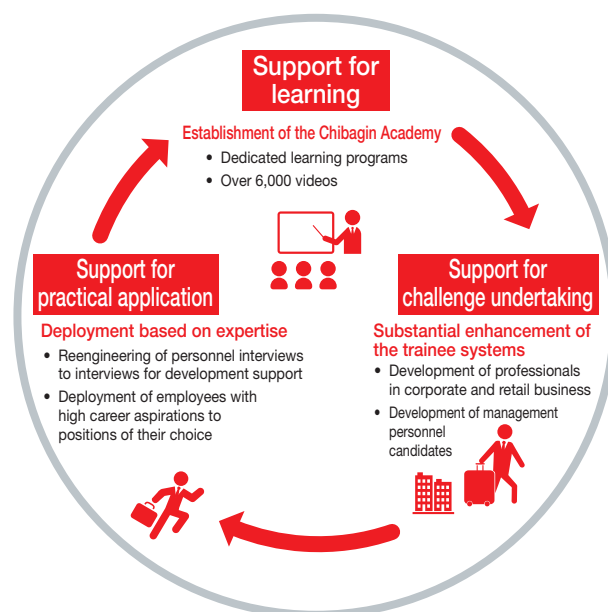 Support for
learning
Establishment of the Chibagin Academy
• Dedicated learning programs
• Over 6,000 videos
Support for
practical application
Deployment based on expertise
• Reengineering of personnel interviews
to interviews for development support
• Deployment of employees with
high career aspirations to
positions of their choice
Support for
challenge undertaking
Substantial enhancement of
the trainee systems
• Development of professionals
in corporate and retail business
• Development of management
personnel
candidates